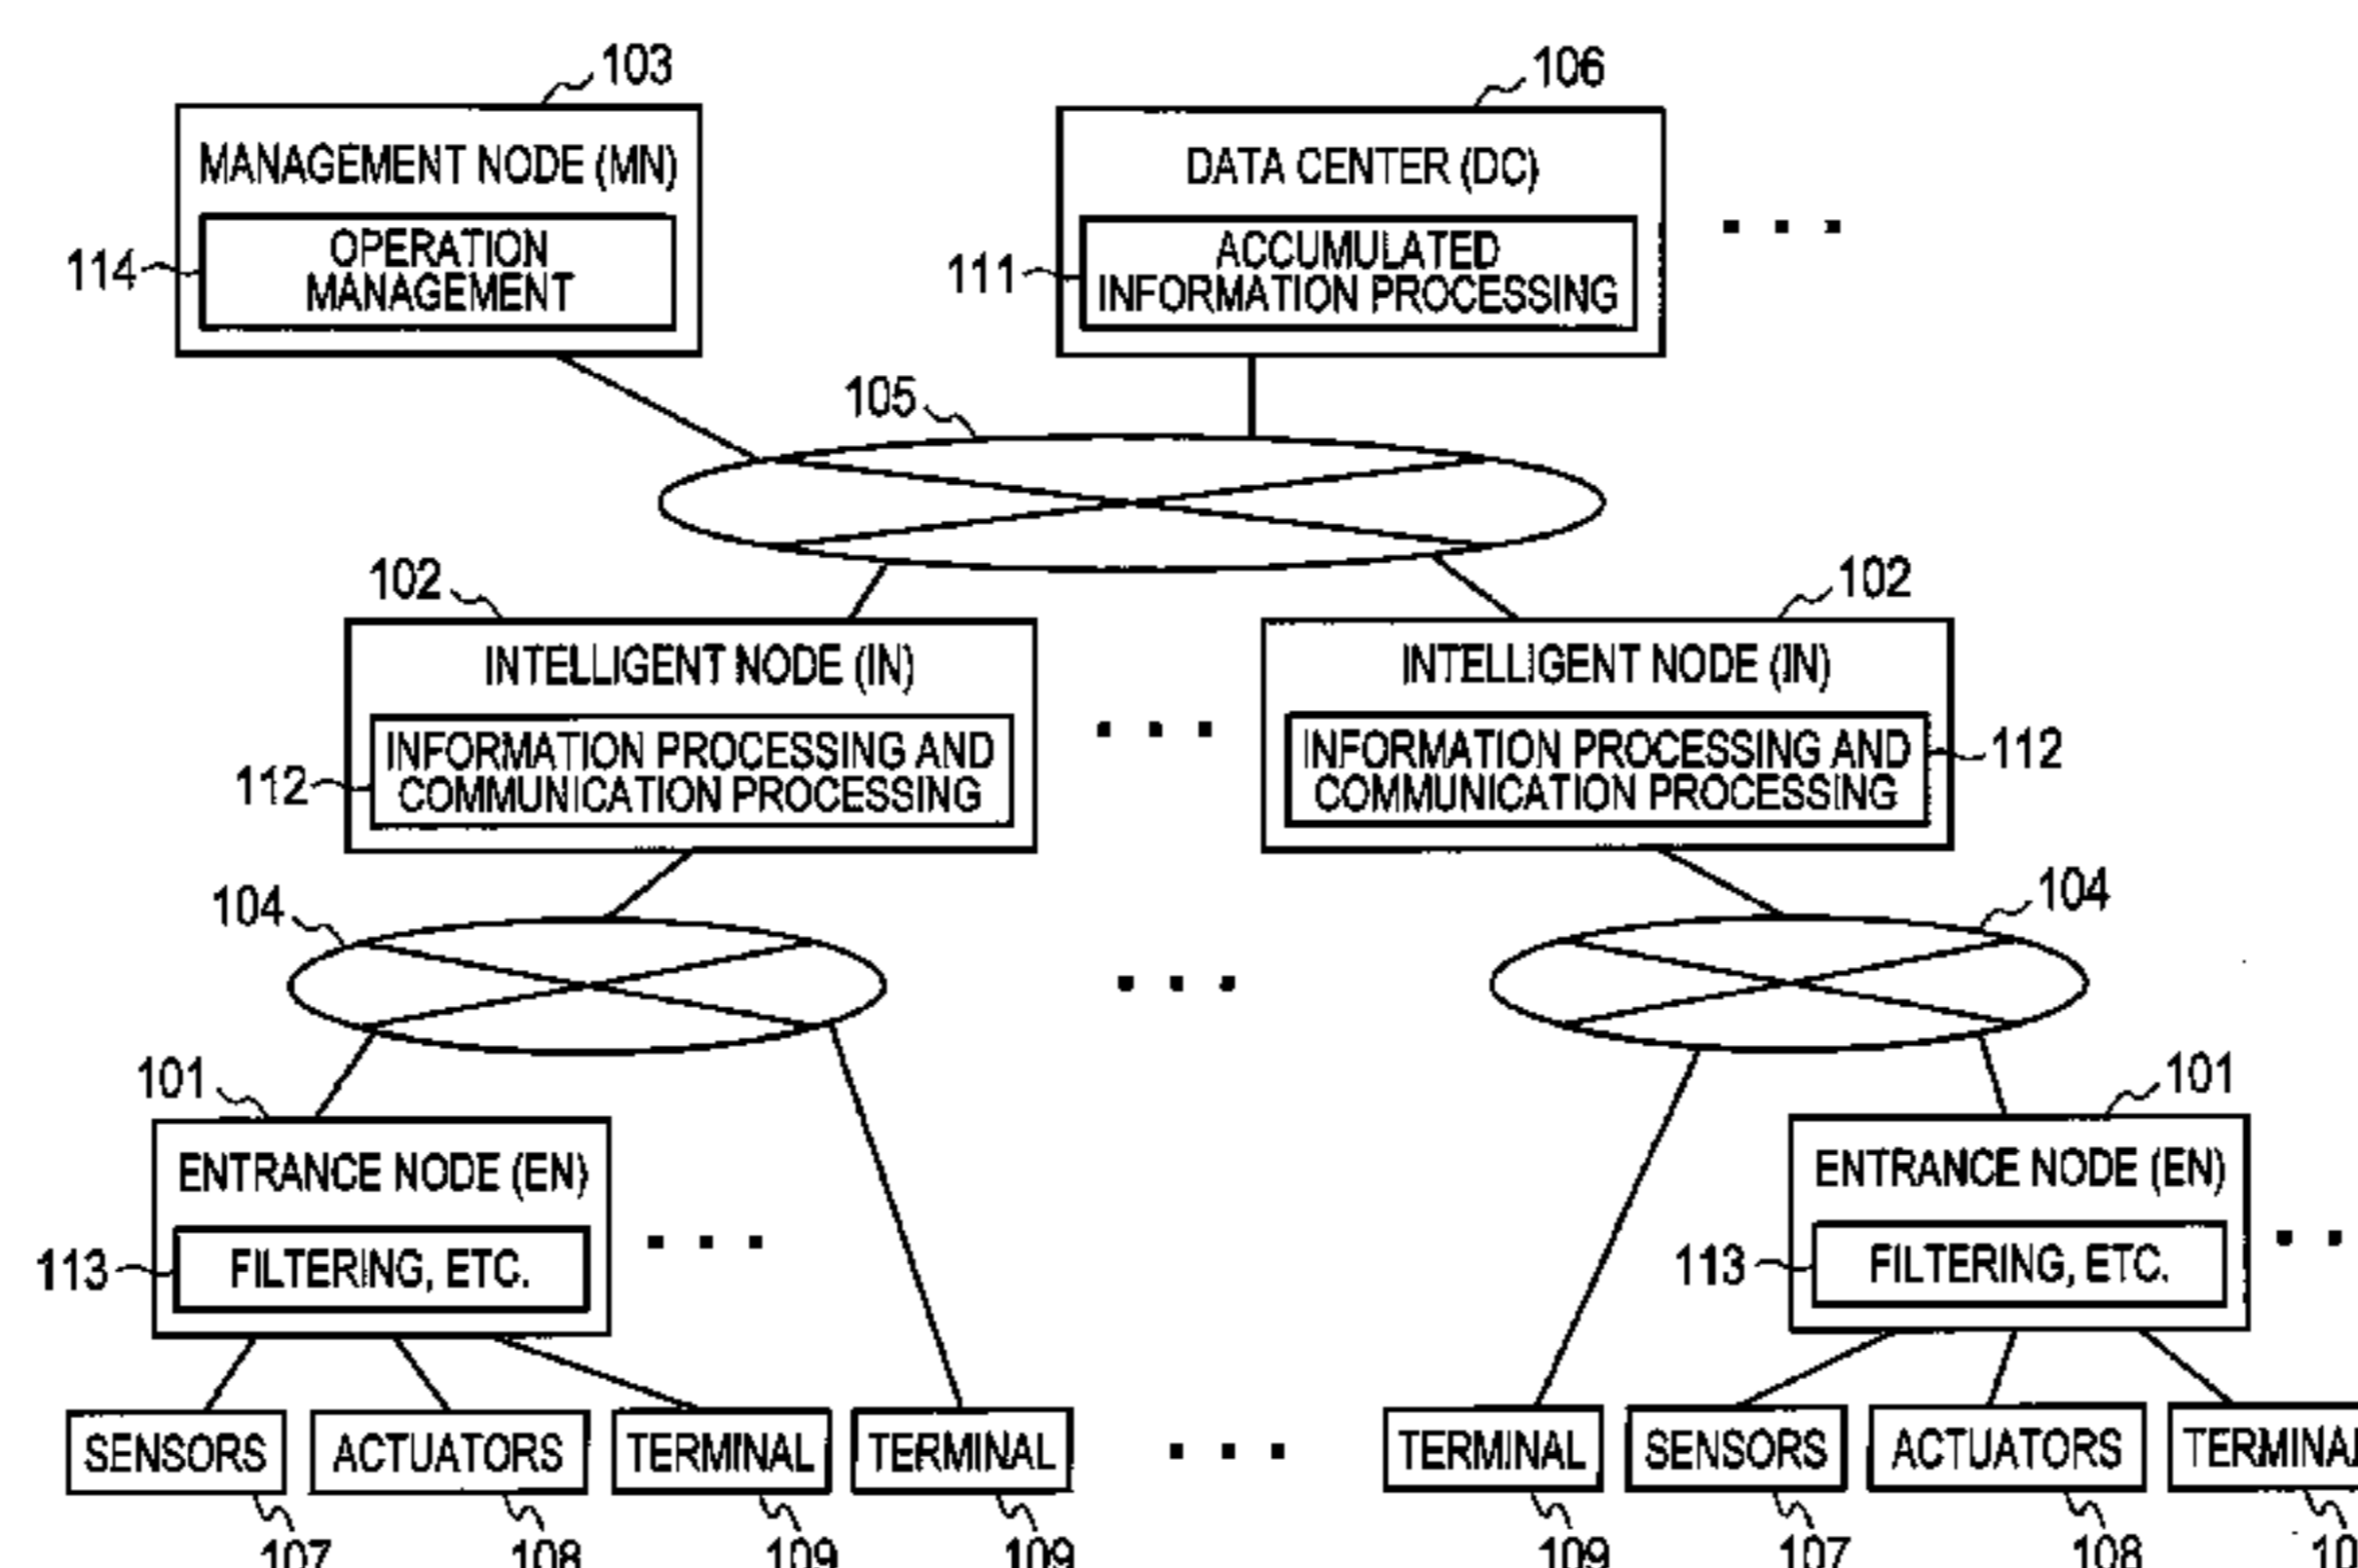 103
106
MANAGEMENT NODE (MN)
DATA CENTER (DC)
114
OPERATION
MANAGEMENT
111
ACCUMULATED
INFORMATION PROCESSING
105
102
102
INTELLIGENT NODE (IN)
INTELLIGENT NODE (IN)
112
INFORMATION PROCESSING AND
COMMUNICATION PROCESSING
INFORMATION PROCESSING AND
COMMUNICATION PROCESSING
112
104
104
101
101
ENTRANCE NODE (EN)
ENTRANCE NODE (EN)
113
FILTERING, ETC.
113
FILTERING, ETC.
SENSORS
ACTUATORS
TERMINAL
TERMINAL
TERMINAL
SENSORS
ACTUATORS
TERMINAL
107
108
109
109
109
107
108